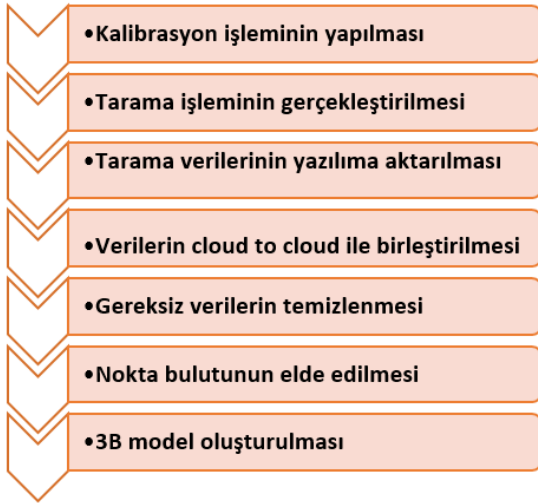 •Kalibrasyon işleminin yapılması
•Tarama işleminin gerçekleştirilmesi
•Tarama verilerinin yazılıma aktarılması
•Verilerin cloud to cloud ile birleştirilmesi
•Gereksiz verilerin temizlenmesi
•Nokta bulutunun elde edilmesi
•3B model oluşturulması